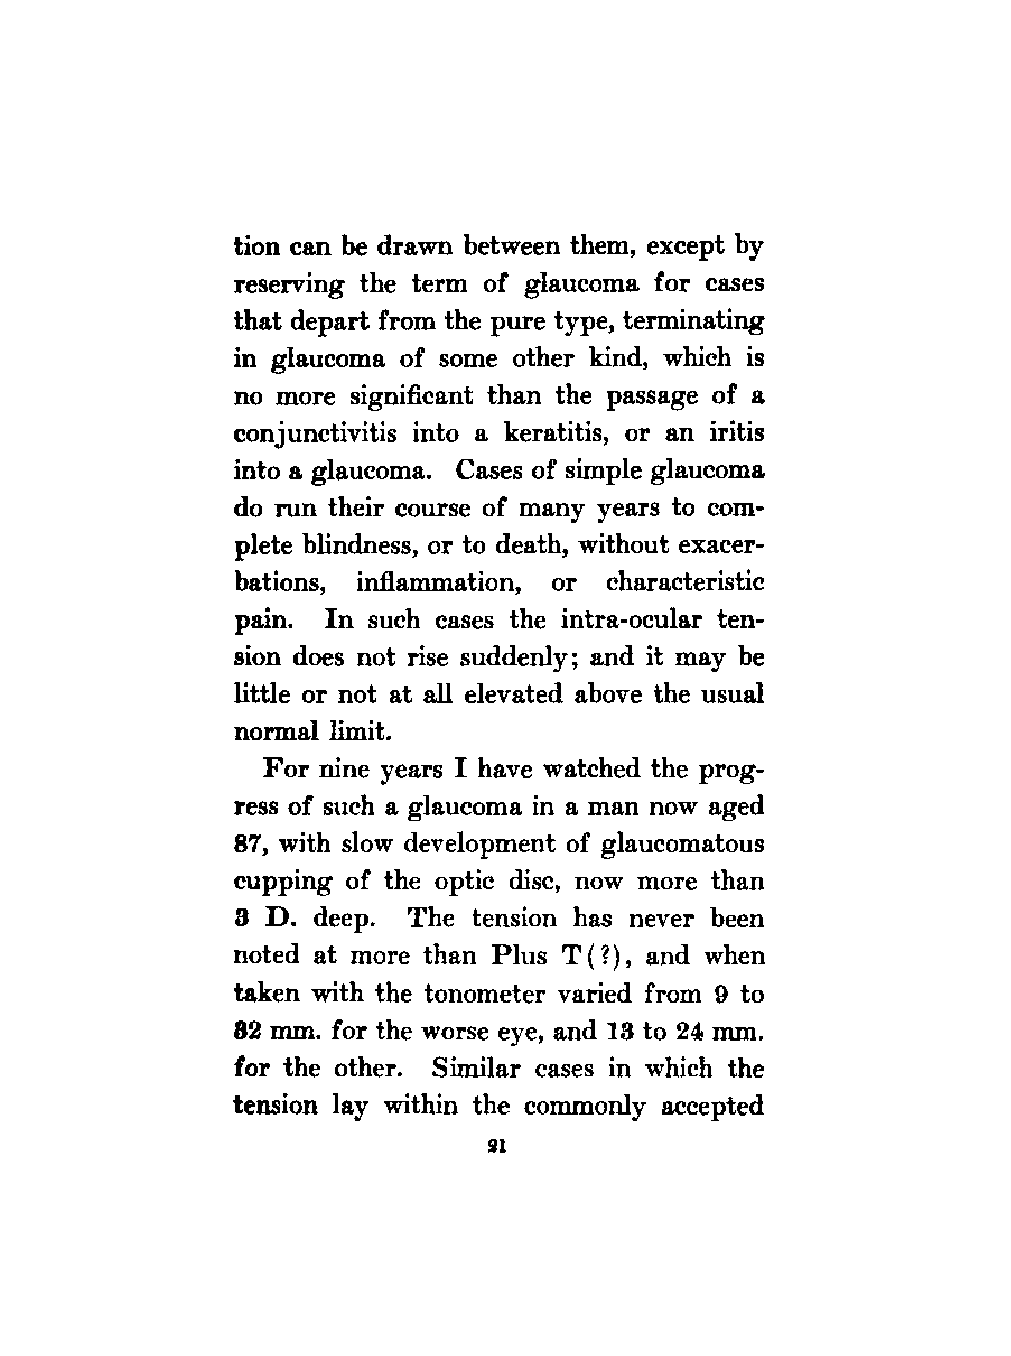 tion can be drawn between them, except by
reserving the term of glaucoma for cases
that depart from the pure type, terminating
in glaucoma of some other kind, which is
no more significant than the passage of a
conjunctivitis into a keratitis, or an iritis
into a glaucoma. Cases of simple glaucoma
do run their course of many years to com-
plete blindness, or to death, without exacer-
bations, inflammation, or characteristic
pain. In such cases the intra-ocular ten-
sion does not rise suddenly; and it may be
little or not at all elevated above the usual
normal limit.
For nine years I have watched the prog-
ress of such a glaucoma in a man now aged
87, with slow development of glaucomatous
cupping of the optic disc, now more than
3 D. deep. The tension has never been
noted at more than Plus T(?), and when
taken with the tonometer varied from 9 to
32 mm. for the worse eye, and 13 to 24 mm.
for the other. Similar cases in which the
tension lay within the commonly accepted
21